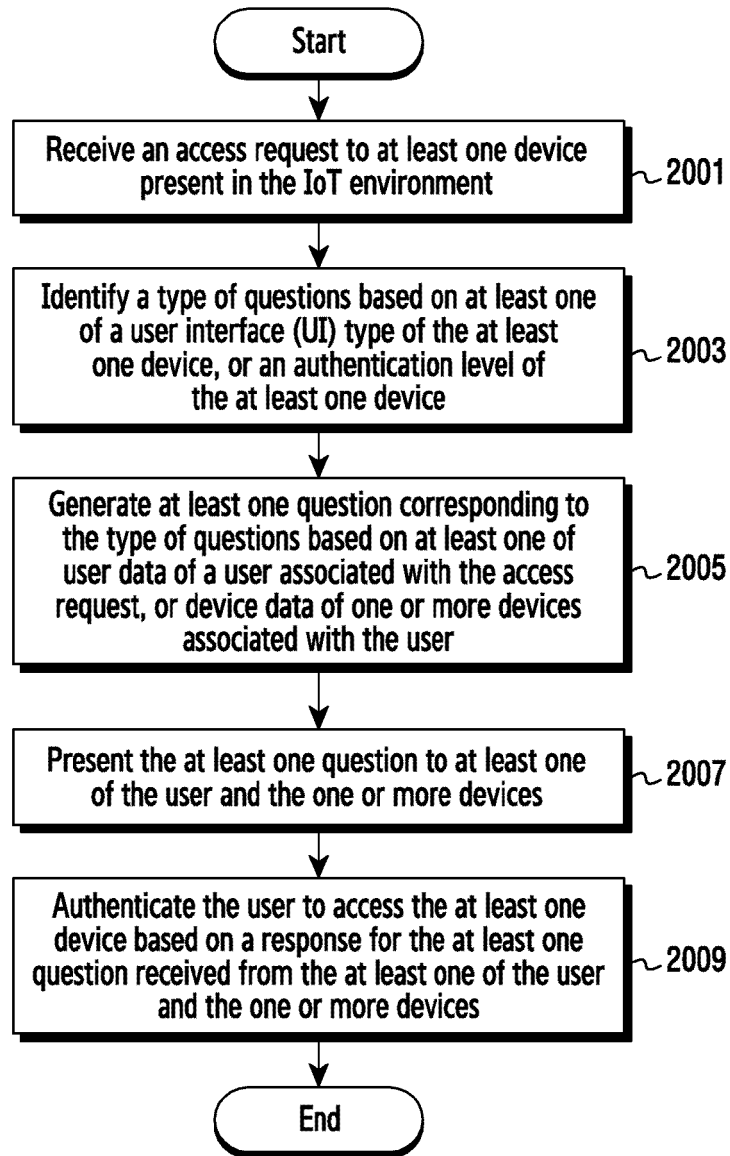 Start
Receive an access request to at least one device
present in the IoT environment
2001
Identify a type of questions based on at least one
of a user interface (UI) type of the at least
one device, or an authentication level of
the at least one device
2003
Generate at least one question corresponding to
the type of questions based on at least one of
user data of a user associated with the access
request, or device data of one or more devices
associated with the user
2005
Present the at least one question to at least one
of the user and the one or more devices
2007
Authenticate the user to access the at least one
device based on a response for the at least one
question received from the at least one of the user
and the one or more devices
2009
End